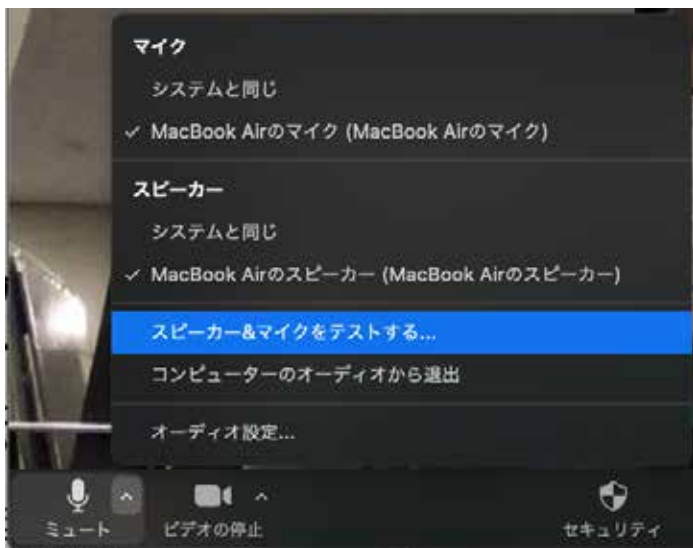 マイク
システムと同じ
✓ MacBook Airのマイク (MacBook Airのマイク)
スピーカー
システムと同じ
✓ MacBook Airのスピーカー (MacBook Airのスピーカー)
スピーカー&マイクをテストする...
コンピューターのオーディオから退出
オーディオ設定...
ミュート ビデオの停止 セキュリティ